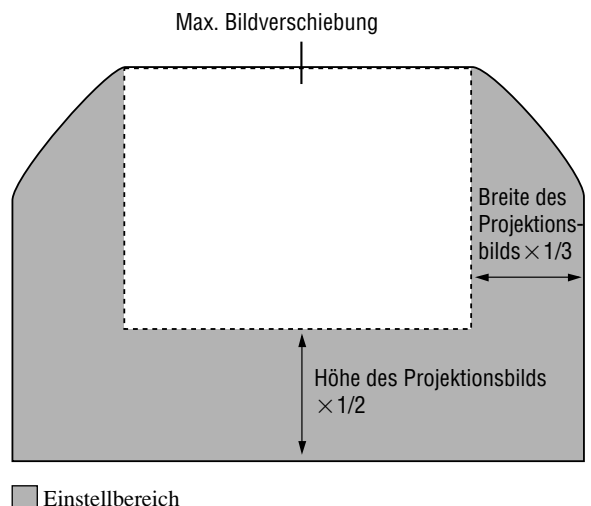 Max. Bildverschiebung
Breite des
Projektions-
bilds × 1/3
Höhe des Projektionsbilds
× 1/2
Einstellbereich